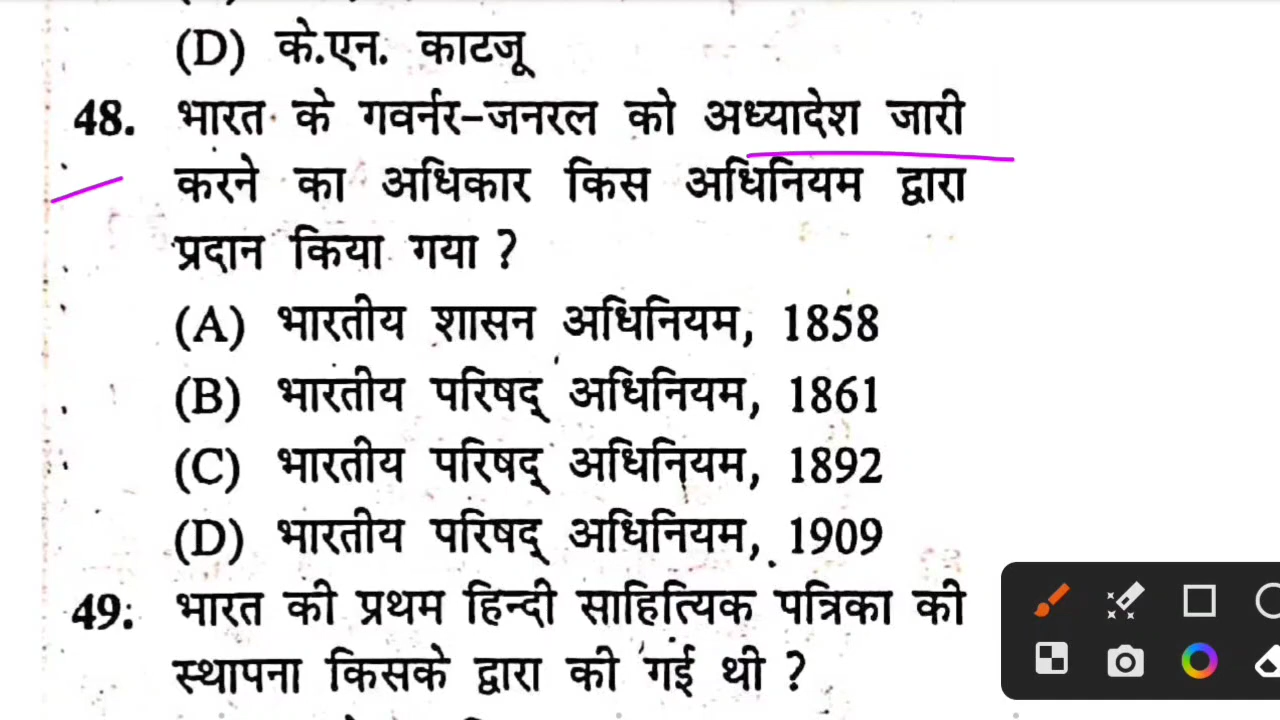 (D) के.एन. काटजू
48. भारत के गवर्नर-जनरल को अध्यादेश जारी
करने का अधिकार किस अधिनियम द्वारा
प्रदान किया गया ?
(A) भारतीय शासन अधिनियम, 1858
(B) भारतीय परिषद् अधिनियम, 1861
(C) भारतीय परिषद् अधिनियम, 1892
(D) भारतीय परिषद् अधिनियम, 1909
49. भारत की प्रथम हिन्दी साहित्यिक पत्रिका की
स्थापना किसके द्वारा की गई थी ?